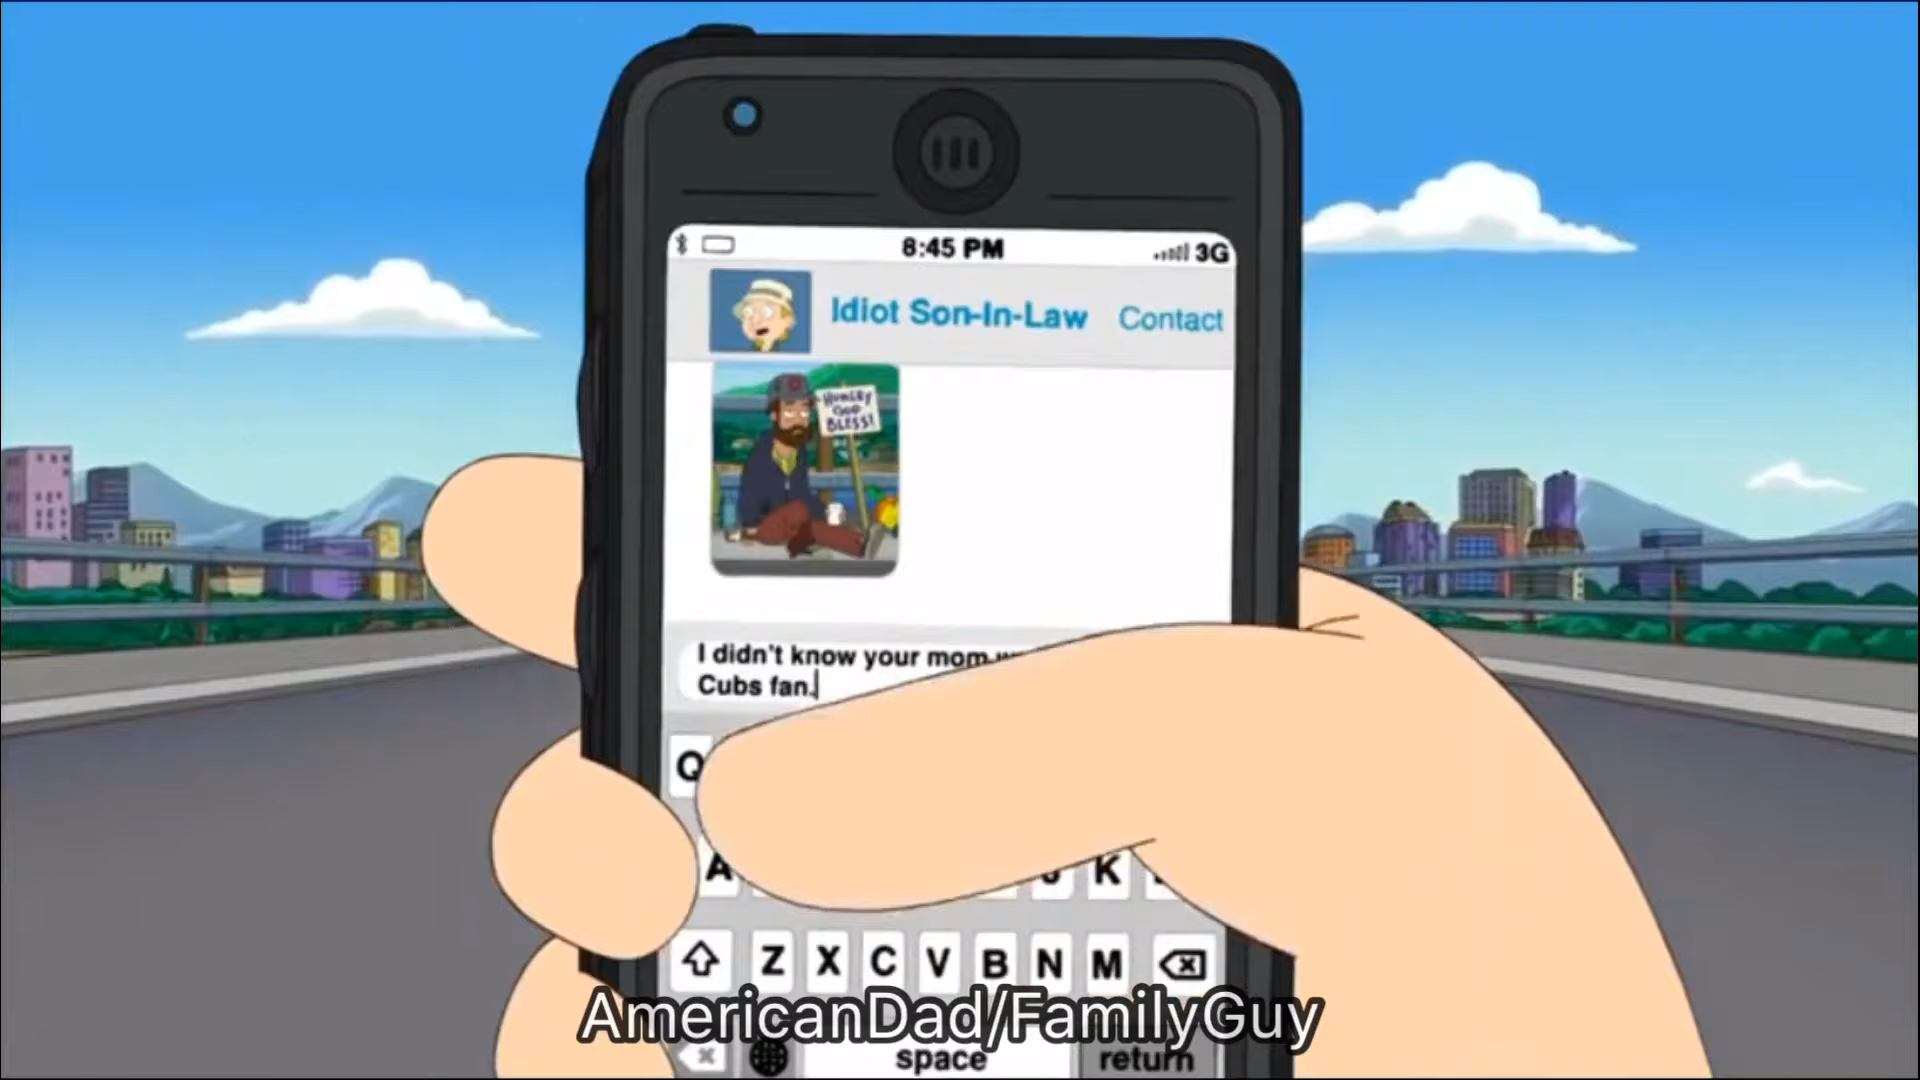 8:45 PM
3G
Idiot Son-In-Law
Contact
HUNGRY
GOD
BLESS!
I didn't know your mom
Cubs fan.
Q
A J K
Z X C V B N M
AmericanDad/FamilyGuy
space
return